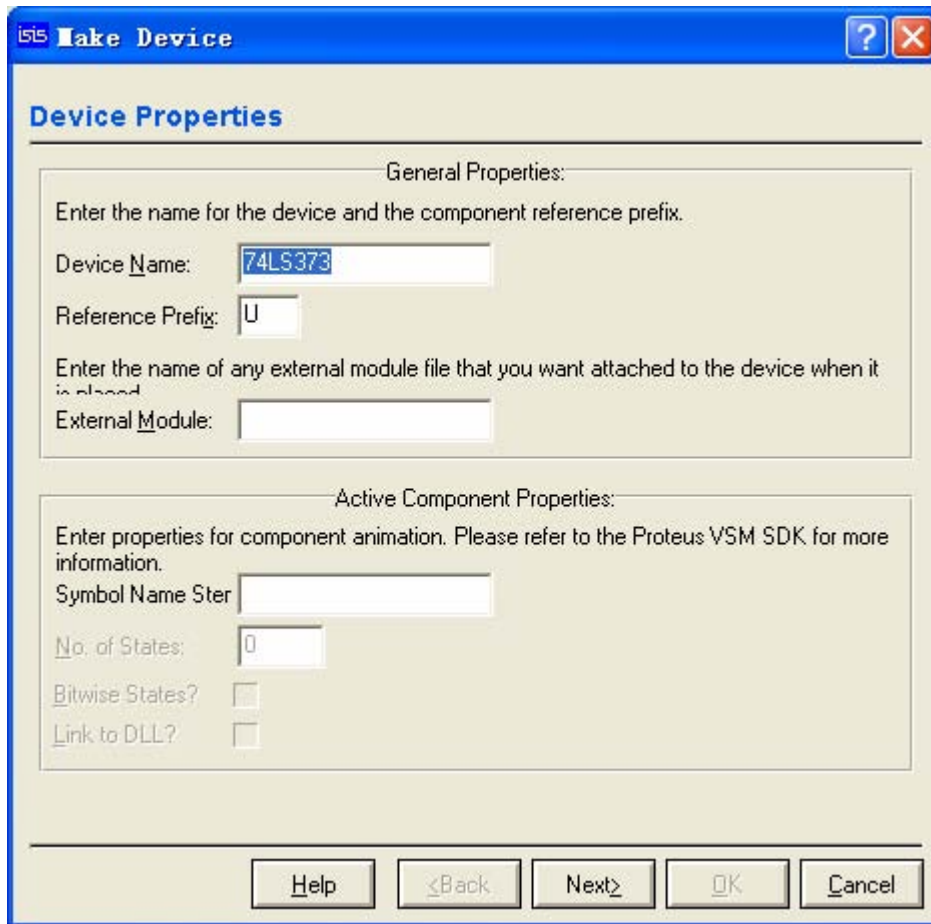 isis Make Device
Device Properties
General Properties:
Enter the name for the device and the component reference prefix.
Device Name: 74LS373
Reference Prefix: U
Enter the name of any external module file that you want attached to the device when it
is placed
External Module:
Active Component Properties:
Enter properties for component animation. Please refer to the Proteus VSM SDK for more
information.
Symbol Name Ster
No. of States: 0
Bitwise States?
Link to DLL?
Help <Back Next> OK Cancel